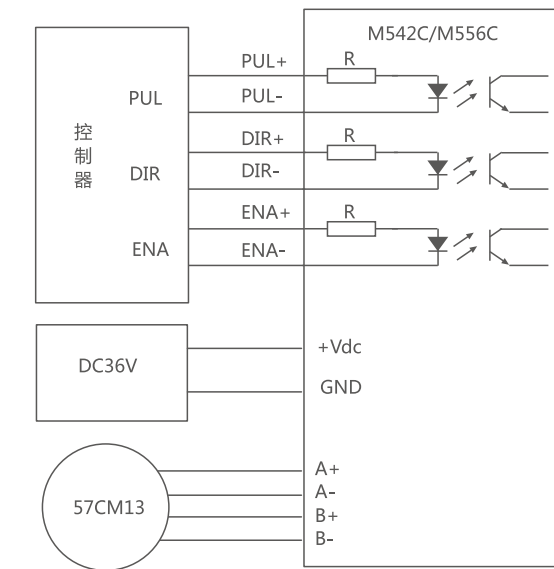 M542C/M556C
PUL+
R
PUL
PUL-
控制器
DIR+
R
DIR
DIR-
ENA+
R
ENA
ENA-
DC36V
+Vdc
GND
57CM13
A+
A-
B+
B-